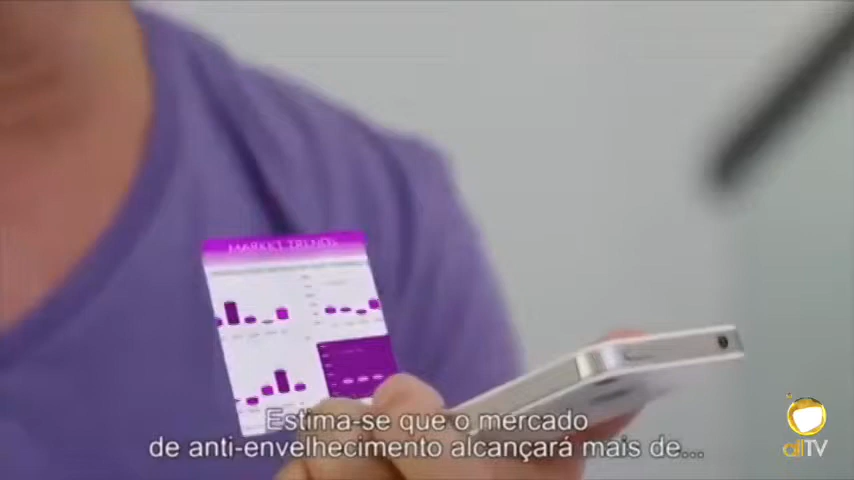 MARKET TRENDS
Estima-se que o mercado
de anti-envelhecimento alcançará mais de...
allTV